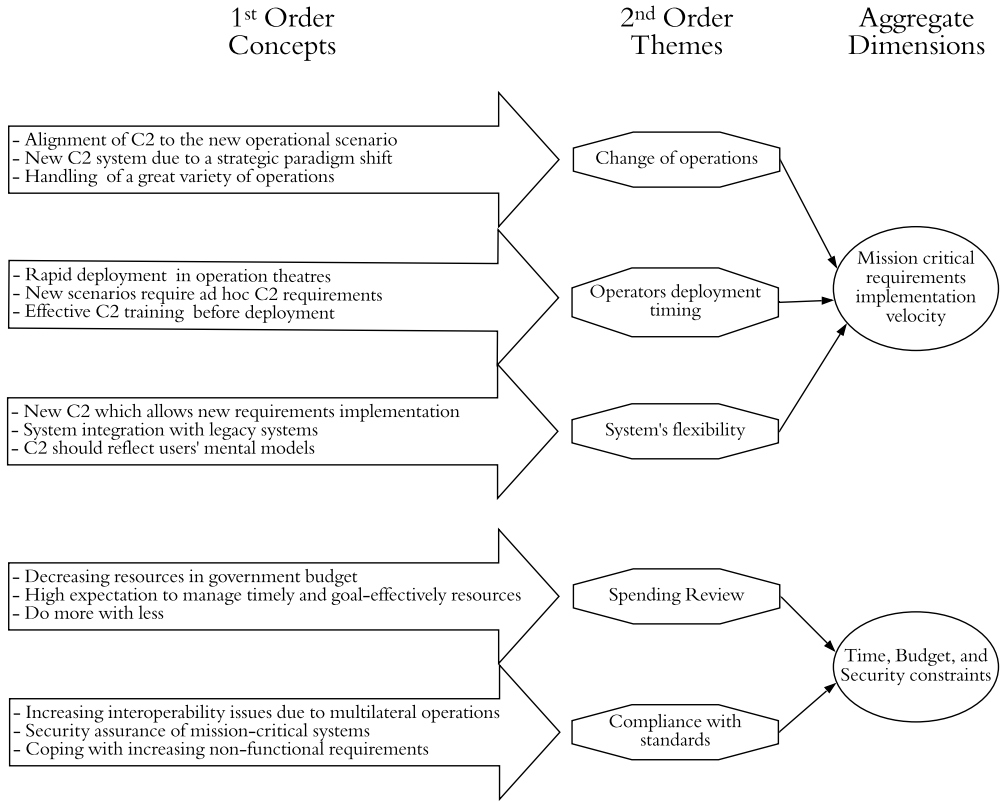 1st Order
Concepts
2nd Order
Themes
Aggregate
Dimensions
- Alignment of C2 to the new operational scenario
- New C2 system due to a strategic paradigm shift
- Handling of a great variety of operations
Change of operations
- Rapid deployment in operation theatres
- New scenarios require ad hoc C2 requirements
- Effective C2 training before deployment
Operators deployment
timing
Mission critical
requirements
implementation
velocity
- New C2 which allows new requirements implementation
- System integration with legacy systems
- C2 should reflect users' mental models
System's flexibility
- Decreasing resources in government budget
- High expectation to manage timely and goal-effectively resources
- Do more with less
Spending Review
Time, Budget, and
Security constraints
- Increasing interoperability issues due to multilateral operations
- Security assurance of mission-critical systems
- Coping with increasing non-functional requirements
Compliance with
standards